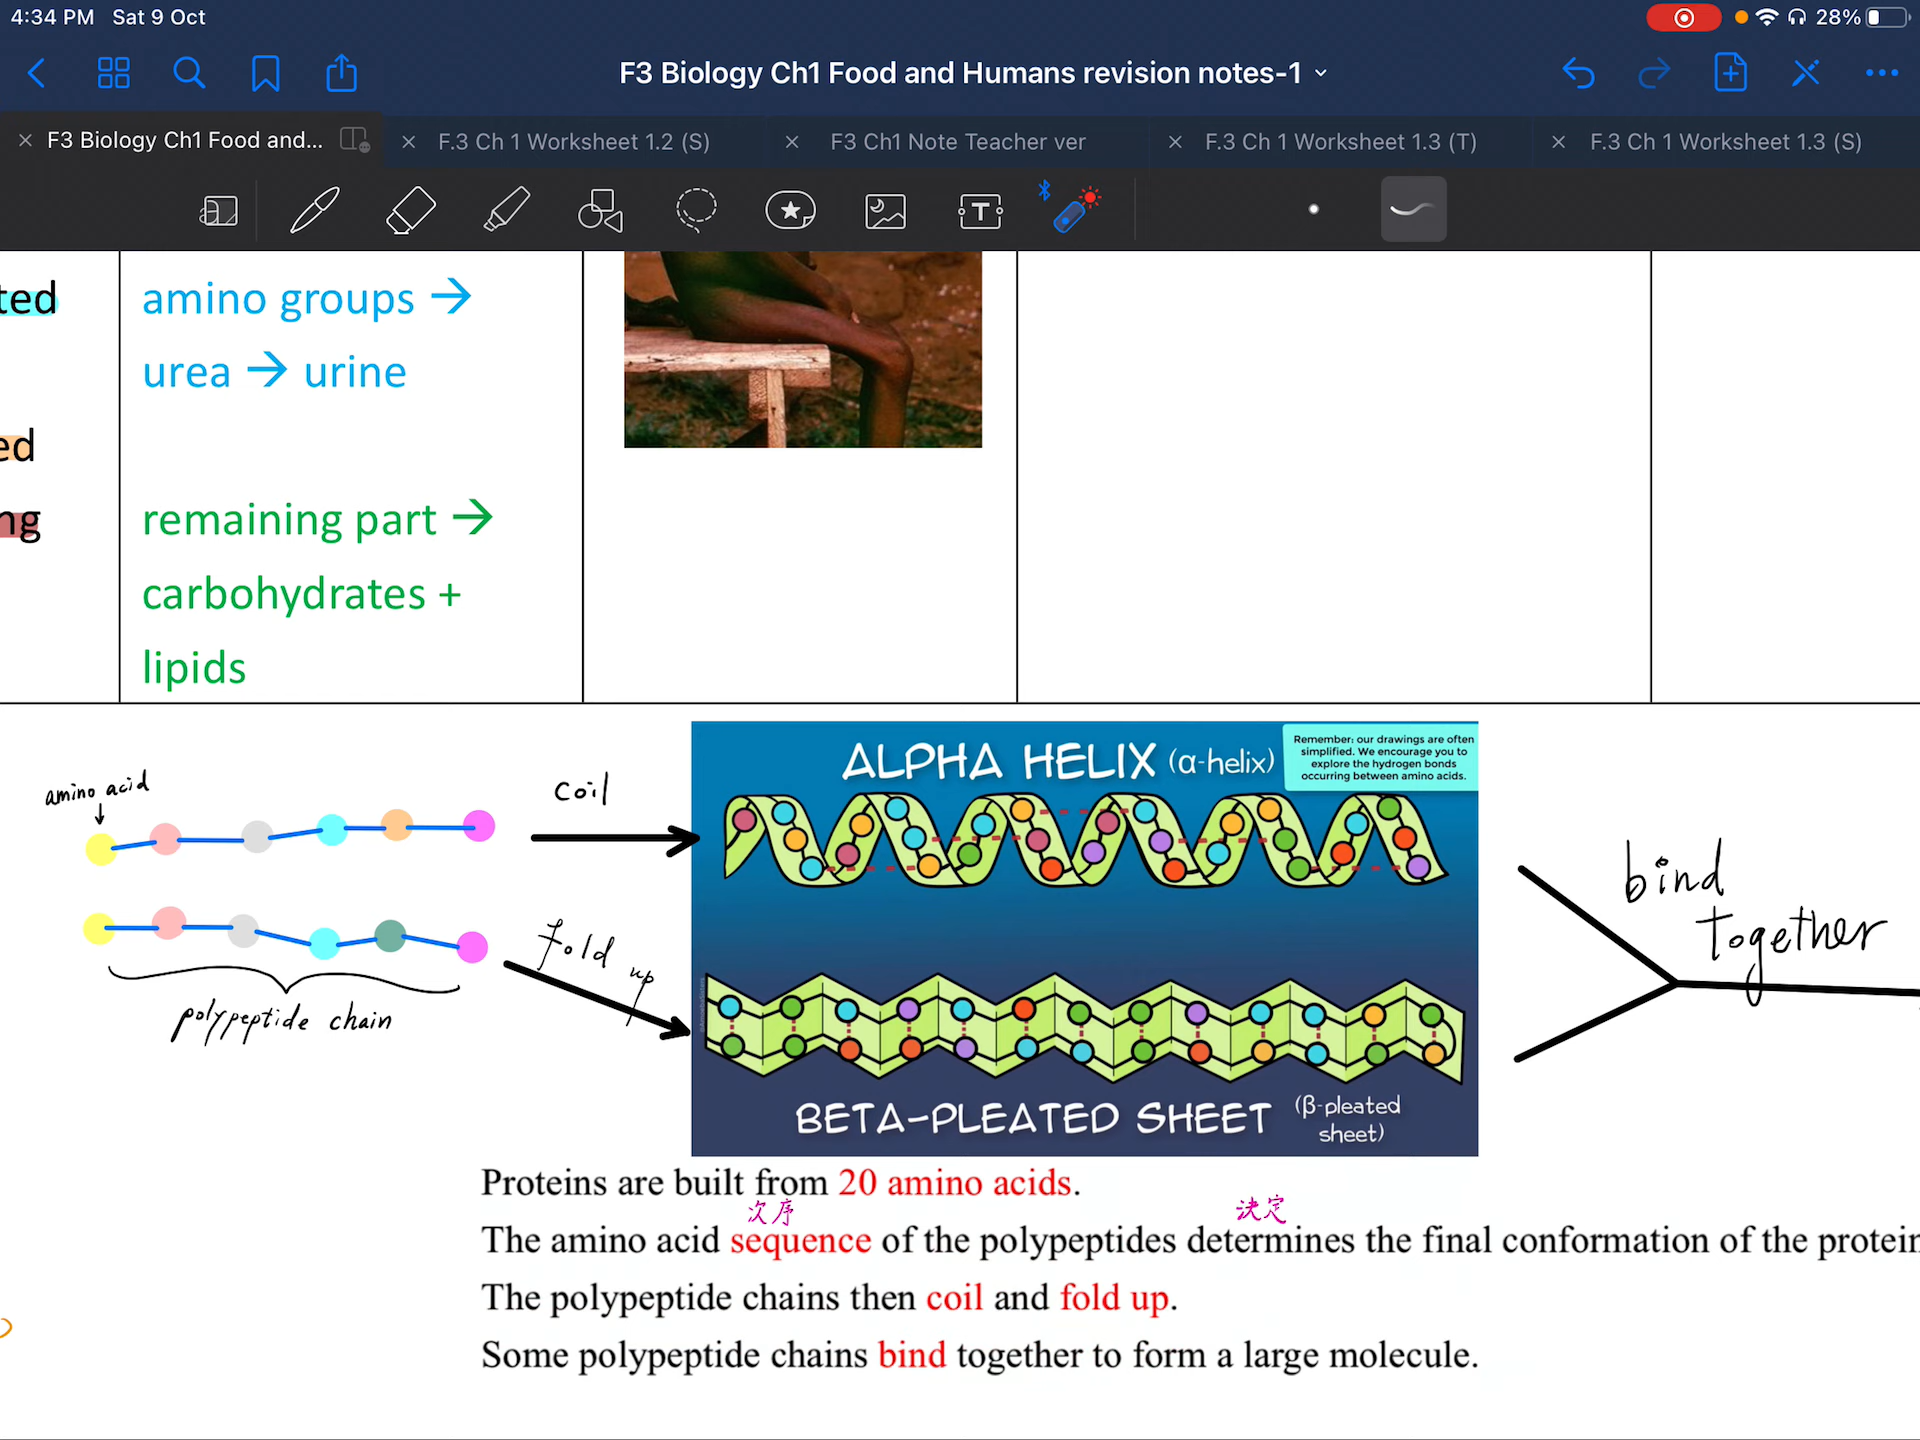 4:34 PM Sat 9 Oct
28%
F3 Biology Ch1 Food and Humans revision notes-1
F3 Biology Ch1 Food and...
F.3 Ch 1 Worksheet 1.2 (S)
F3 Ch1 Note Teacher ver
F.3 Ch 1 Worksheet 1.3 (T)
F.3 Ch 1 Worksheet 1.3 (S)
ted
ed
ng
amino groups →
urea → urine
remaining part →
carbohydrates +
lipids
amino acid
coil
fold up
polypeptide chain
ALPHA HELIX (α-helix)
Remember: our drawings are often
simplified. We encourage you to
explore the hydrogen bonds
occurring between amino acids.
BETA-PLEATED SHEET (β-pleated
sheet)
bind
together
Proteins are built from 20 amino acids.
次序 決定
The amino acid sequence of the polypeptides determines the final conformation of the protein
The polypeptide chains then coil and fold up.
Some polypeptide chains bind together to form a large molecule.